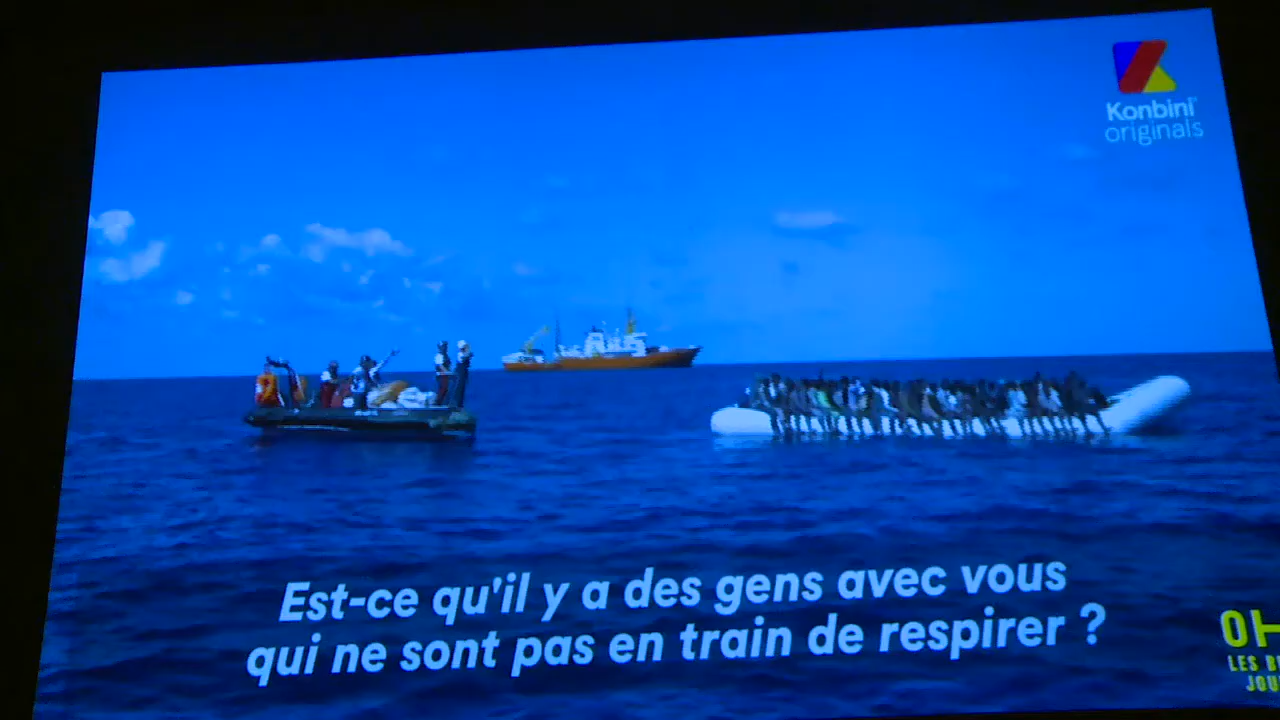 Konbini
originals
Est-ce qu'il y a des gens avec vous
qui ne sont pas en train de respirer ?
LES